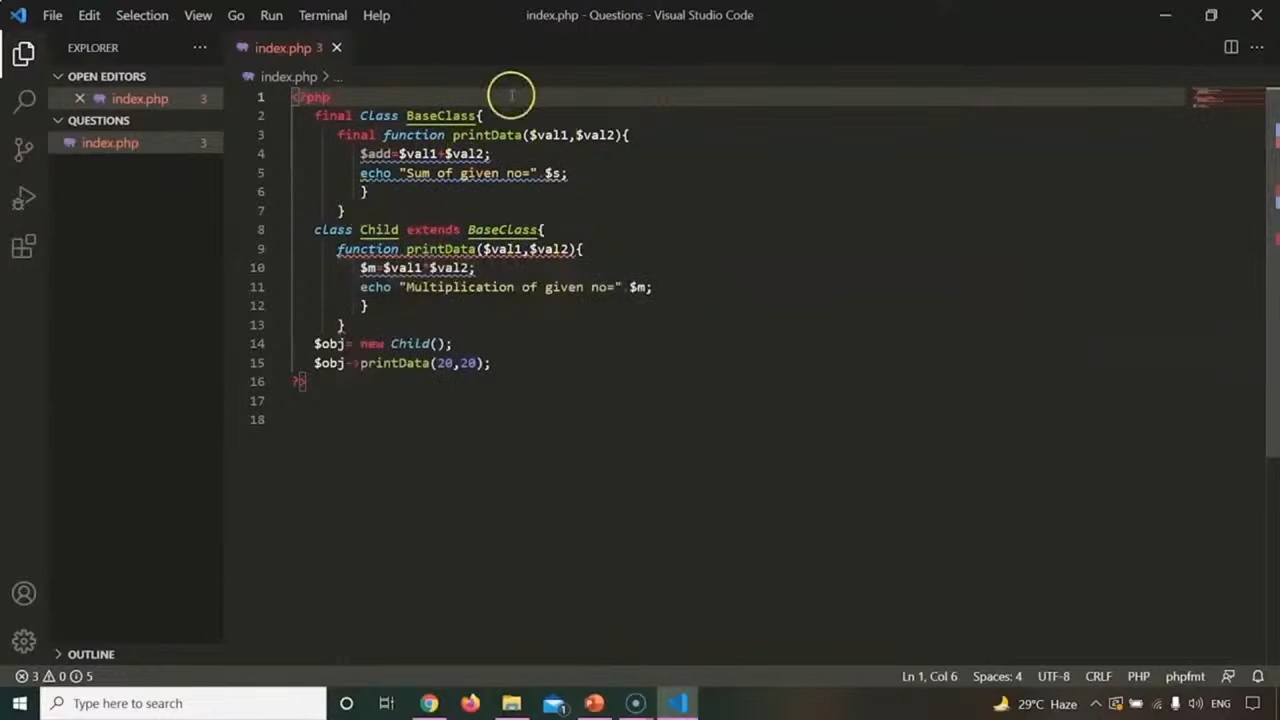 File Edit Selection View Go Run Terminal Help index.php - Questions - Visual Studio Code
EXPLORER ... index.php 3
OPEN EDITORS
index.php 3
QUESTIONS
index.php 3
index.php > ...
1 <?php
2 final Class BaseClass{
3 final function printData($val1,$val2){
4 $add=$val1+$val2;
5 echo "Sum of given no=" $s;
6 }
7 }
8 class Child extends BaseClass{
9 function printData($val1,$val2){
10 $m=$val1*$val2;
11 echo "Multiplication of given no=" $m;
12 }
13 }
14 $obj= new Child();
15 $obj->printData(20,20);
16 ?>
17
18
OUTLINE
3 0 5 Ln 1, Col 6 Spaces: 4 UTF-8 CRLF PHP phpfmt
Type here to search 1 29°C Haze ENG